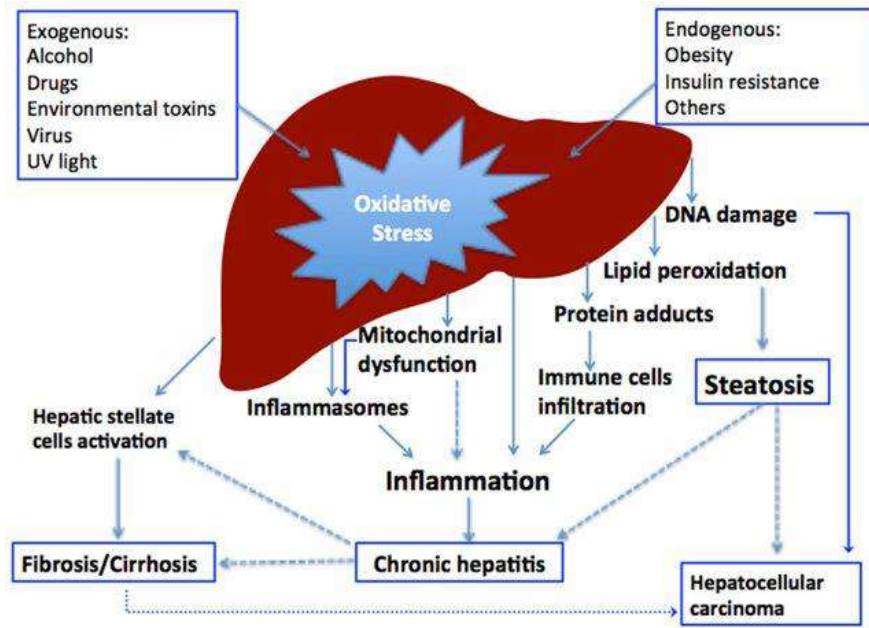 Exogenous:
Alcohol
Drugs
Environmental toxins
Virus
UV light
Endogenous:
Obesity
Insulin resistance
Others
Oxidative
Stress
DNA damage
Lipid peroxidation
Protein adducts
Mitochondrial
dysfunction
Immune cells
infiltration
Steatosis
Inflammasomes
Hepatic stellate
cells activation
Inflammation
Fibrosis/Cirrhosis
Chronic hepatitis
Hepatocellular
carcinoma